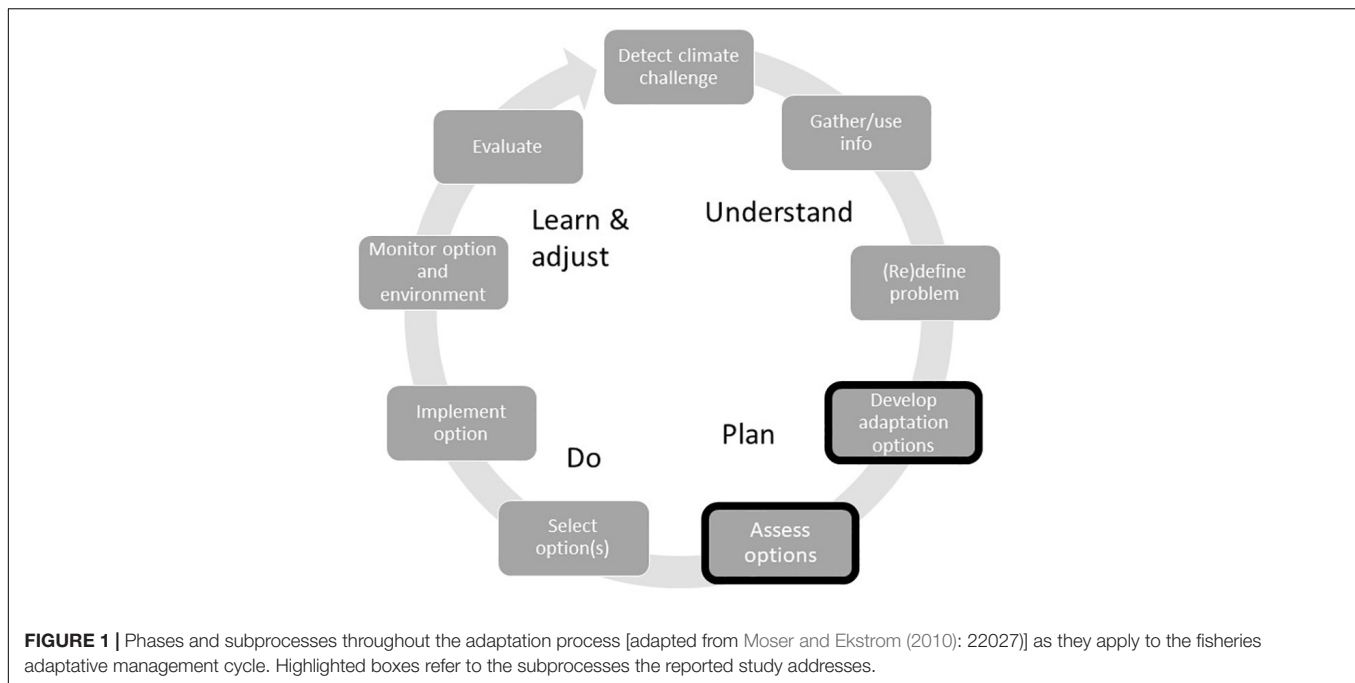 Detect climate
challenge
Gather/use
info
(Re)define
problem
Develop
adaptation
options
Assess
options
Select
option(s)
Implement
option
Monitor option
and
environment
Evaluate
Understand
Plan
Do
Learn &
adjust
FIGURE 1 | Phases and subprocesses throughout the adaptation process [adapted from Moser and Ekstrom (2010): 22027)] as they apply to the fisheries
adaptative management cycle. Highlighted boxes refer to the subprocesses the reported study addresses.